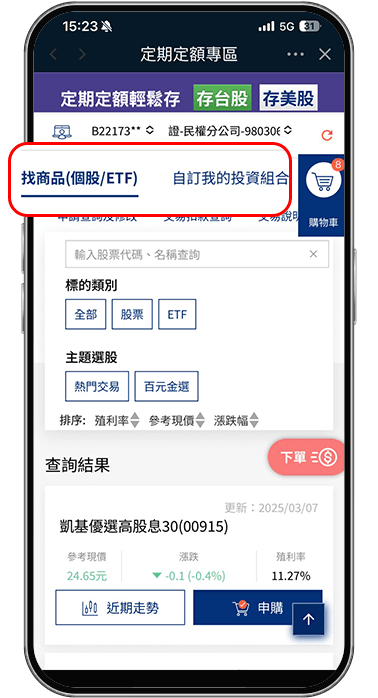 15:23 5G 31
定期定額專區
定期定額輕鬆存 存台股 存美股
B22173** 證-民權分公司-980306
8
找商品(個股/ETF) 自訂我的投資組合
購物車
申請查詢及修改 交易扣款查詢 交易說明
輸入股票代碼、名稱查詢
標的類別
全部 股票 ETF
主題選股
熱門交易 百元金選
排序: 殖利率 參考現價 漲跌幅
下單
查詢結果
更新：2025/03/07
凱基優選高股息30(00915)
參考現價 漲跌 殖利率
24.65元 -0.1 (-0.4%) 11.27%
近期走勢 申購